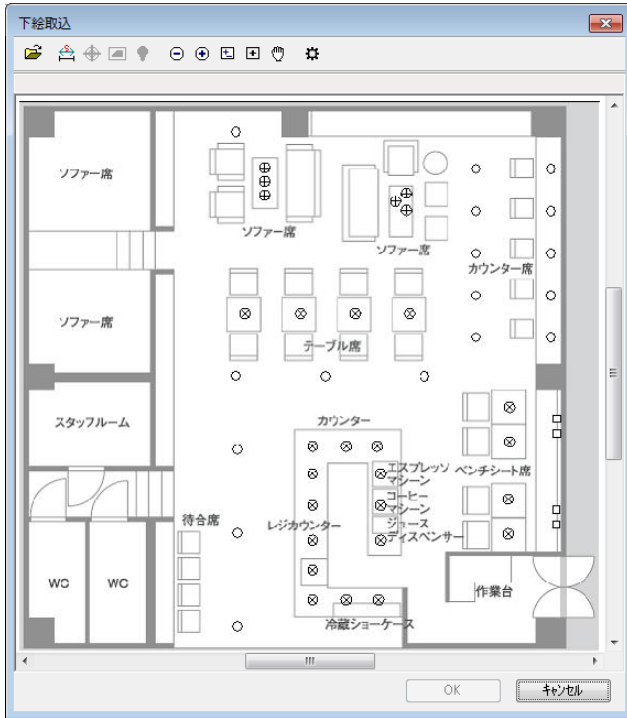 下絵取込
ソファー席
ソファー席
ソファー席
カウンター席
ソファー席
テーブル席
スタッフルーム
カウンター
エスプレッソ
マシーン
ベンチシート席
コーヒー
マシーン
待合席
レジカウンター
ジュース
ディスペンサー
WC
WC
作業台
冷蔵ショーケース
OK
キャンセル